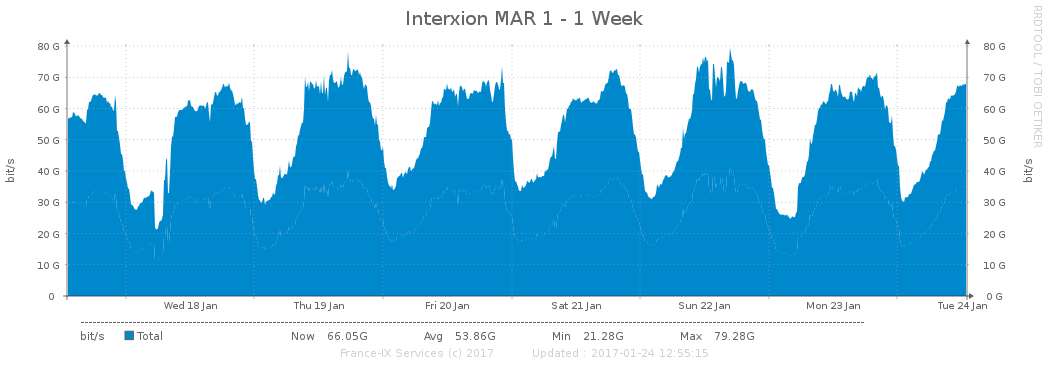 Interxion MAR 1 - 1 Week
RRDTOOL / TOBI OETIKER
80 G 80 G
70 G 70 G
60 G 60 G
50 G 50 G
40 G 40 G
30 G 30 G
20 G 20 G
10 G 10 G
0 0 G
bit/s bit/s
Wed 18 Jan Thu 19 Jan Fri 20 Jan Sat 21 Jan Sun 22 Jan Mon 23 Jan Tue 24 Jan
bit/s Total Now 66.05G Avg 53.86G Min 21.28G Max 79.28G
France-IX Services (c) 2017 Updated : 2017-01-24 12:55:15